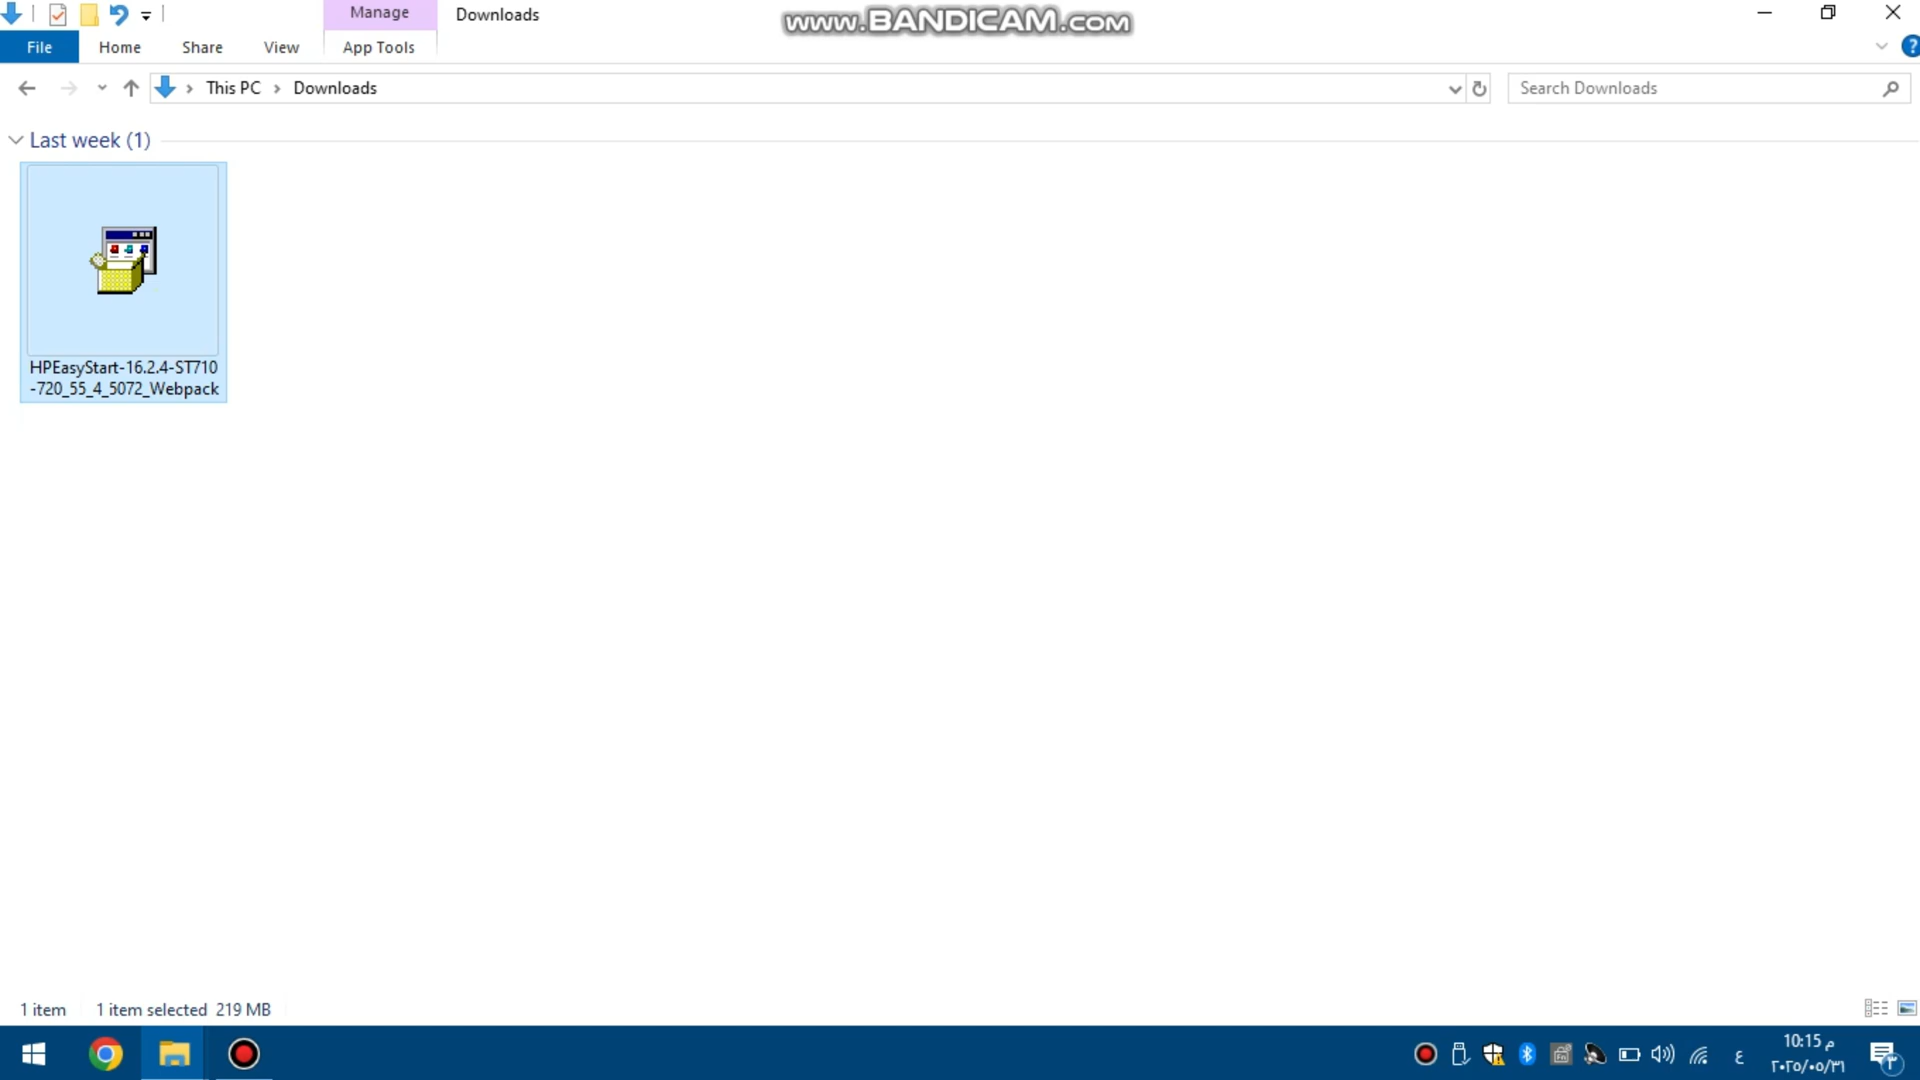 Manage
Downloads
www.BANDICAM.com
File
Home
Share
View
App Tools
This PC
Downloads
Search Downloads
Last week (1)
HPEasyStart-16.2.4-ST710
-720_55_4_5072_Webpack
1 item
1 item selected 219 MB
ع
10:15 م
٢٠٢٥/٠٥/٣١
٣